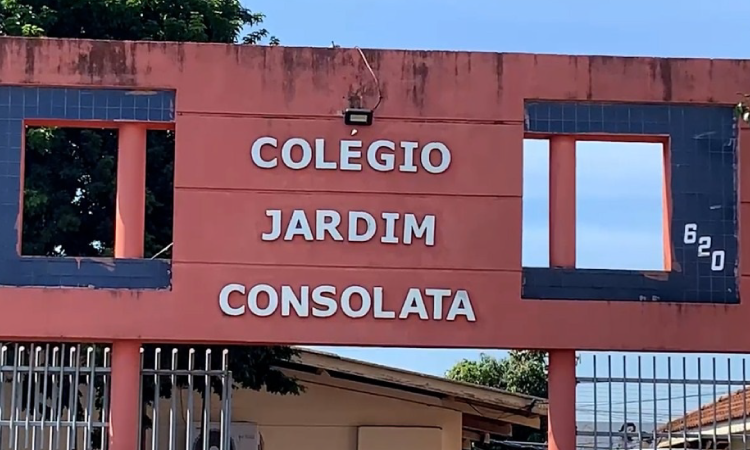 COLEGIO
JARDIM
CONSOLATA
620